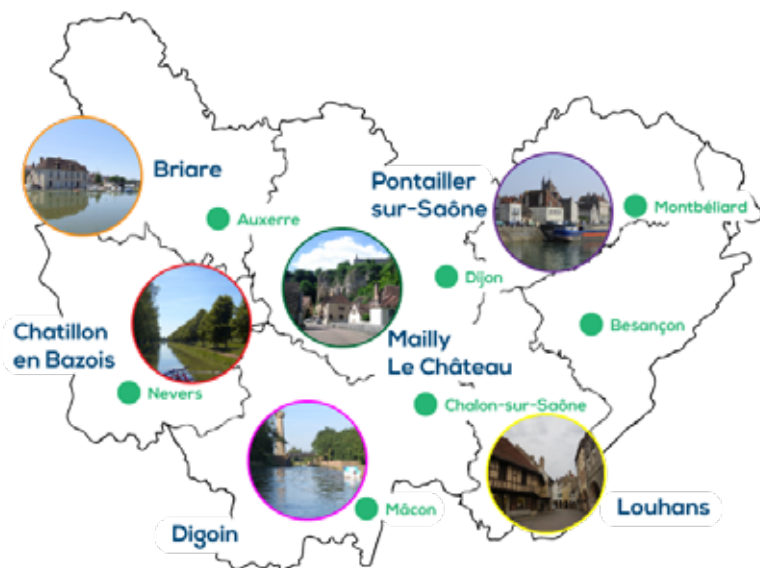 Briare
Pontailler
sur-Saône
Montbéliard
Auxerre
Dijon
Besançon
Chatillon
en Bazois
Mailly
Le Château
Nevers
Chalon-sur-Saône
Mâcon
Louhans
Digoin